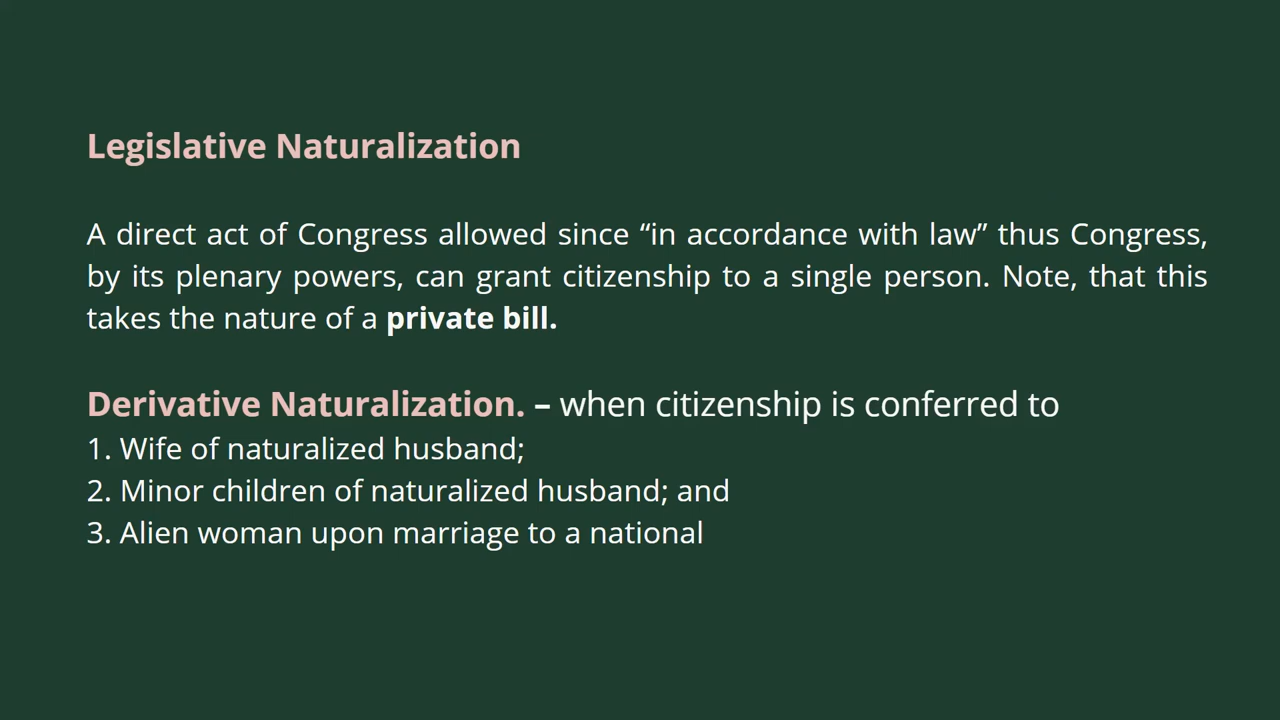 Legislative Naturalization
A direct act of Congress allowed since “in accordance with law” thus Congress,
by its plenary powers, can grant citizenship to a single person. Note, that this
takes the nature of a private bill.
Derivative Naturalization. – when citizenship is conferred to
1. Wife of naturalized husband;
2. Minor children of naturalized husband; and
3. Alien woman upon marriage to a national